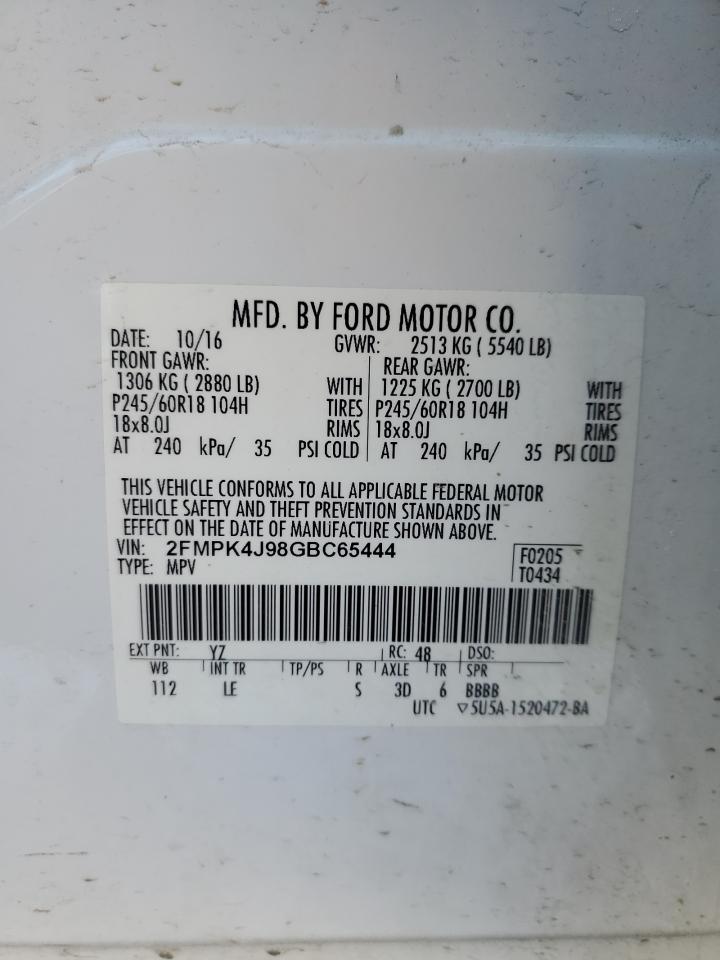 MFD. BY FORD MOTOR CO.
DATE: 10/16 GVWR: 2513 KG ( 5540 LB)
FRONT GAWR: REAR GAWR:
1306 KG ( 2880 LB) WITH 1225 KG ( 2700 LB) WITH
P245/60R18 104H TIRES P245/60R18 104H TIRES
18x8.0J RIMS 18x8.0J RIMS
AT 240 kPa/ 35 PSI COLD AT 240 kPa/ 35 PSI COLD
THIS VEHICLE CONFORMS TO ALL APPLICABLE FEDERAL MOTOR
VEHICLE SAFETY AND THEFT PREVENTION STANDARDS IN
EFFECT ON THE DATE OF MANUFACTURE SHOWN ABOVE.
VIN: 2FMPK4J98GBC65444 F0205
TYPE: MPV T0434
EXT PNT: YZ RC: 48 DSO:
WB INT TR TP/PS R AXLE TR SPR
112 LE S 3D 6 BBBB
UTC ▽5U5A-1520472-BA